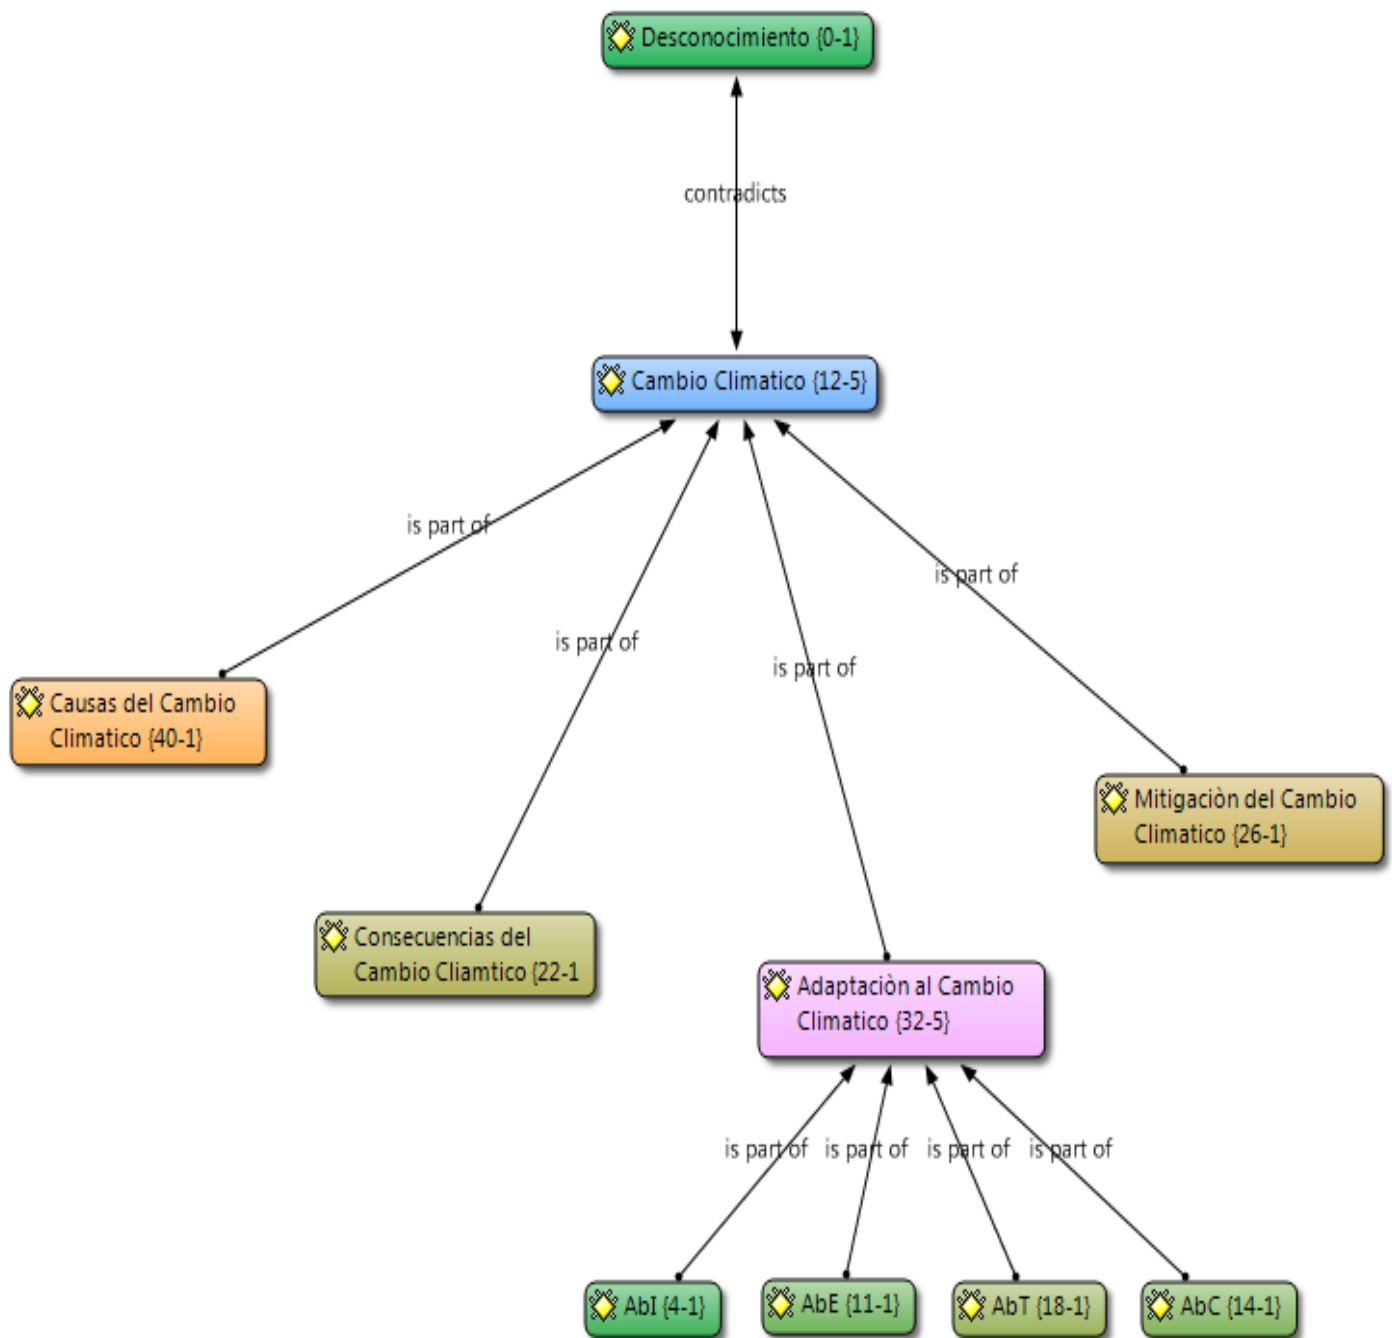 Desconocimiento {0-1}
contradicts
Cambio Climatico {12-5}
is part of
is part of
is part of
is part of
Causas del Cambio
Climatico {40-1}
Mitigaciòn del Cambio
Climatico {26-1}
Consecuencias del
Cambio Cliamtico {22-1
Adaptaciòn al Cambio
Climatico {32-5}
is part of
is part of
is part of
is part of
AbI {4-1}
AbE {11-1}
AbT {18-1}
AbC {14-1}